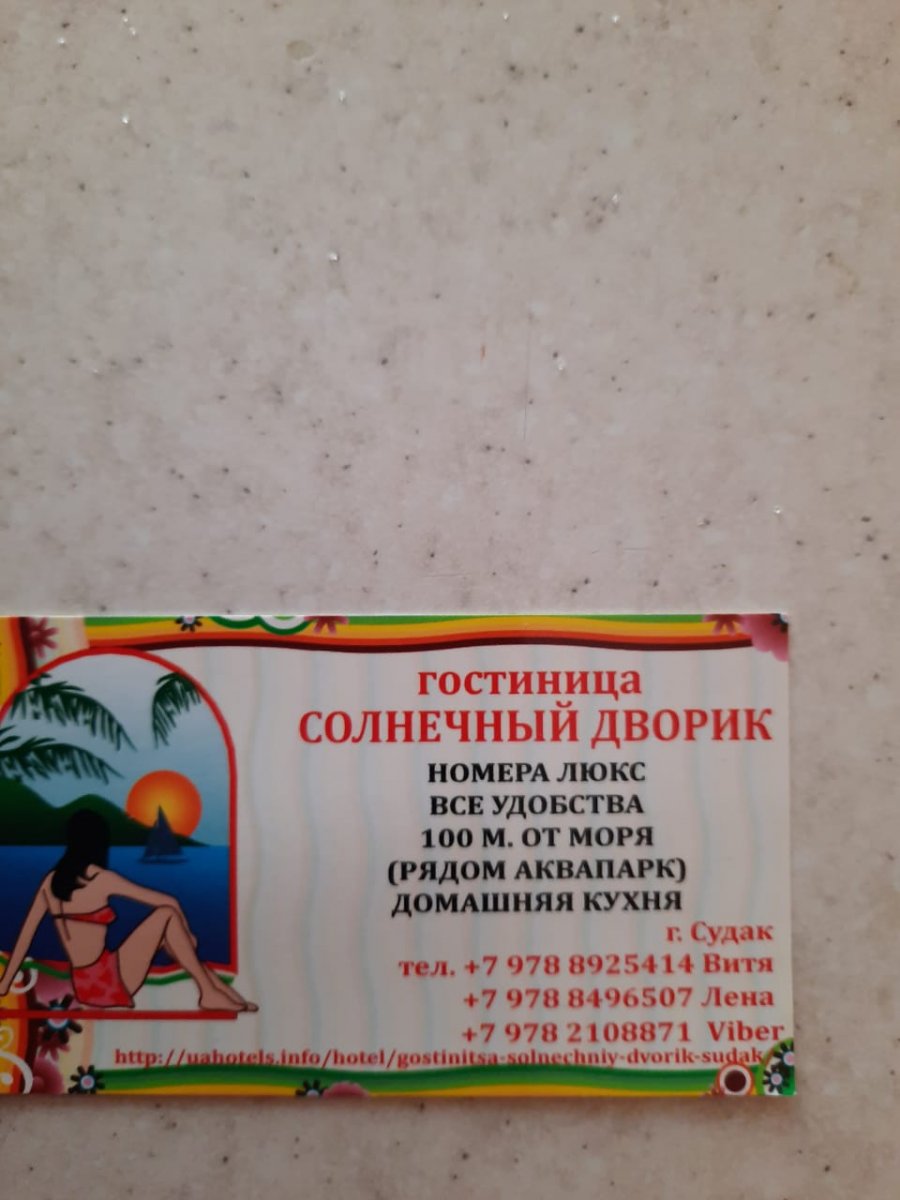 гостиница
СОЛНЕЧНЫЙ ДВОРИК
НОМЕРА ЛЮКС
ВСЕ УДОБСТВА
100 М. ОТ МОРЯ
(РЯДОМ АКВАПАРК)
ДОМАШНЯЯ КУХНЯ
г. Судак
тел. +7 978 8925414 Витя
+7 978 8496507 Лена
+7 978 2108871 Viber
http://uahotels.info/hotel/gostinitsa-solnechniy-dvorik-sudak